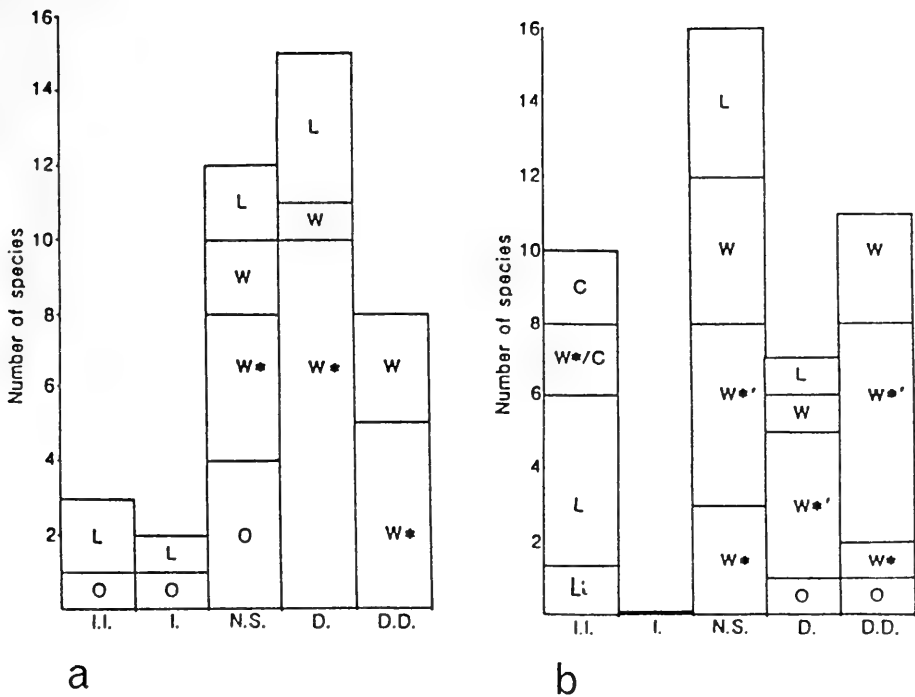 Number of species
16
14
12
10
8
6
4
2
L
O
L
O
L
W
W*
O
L
W
W*
W
W*
I.I. I. N.S. D. D.D.
a
Number of species
16
14
12
10
8
6
4
2
C
W*/C
L
Li
L
W
W*'
W*
L
W
W*'
O
W
W*'
W*
O
I.I. I. N.S. D. D.D.
b